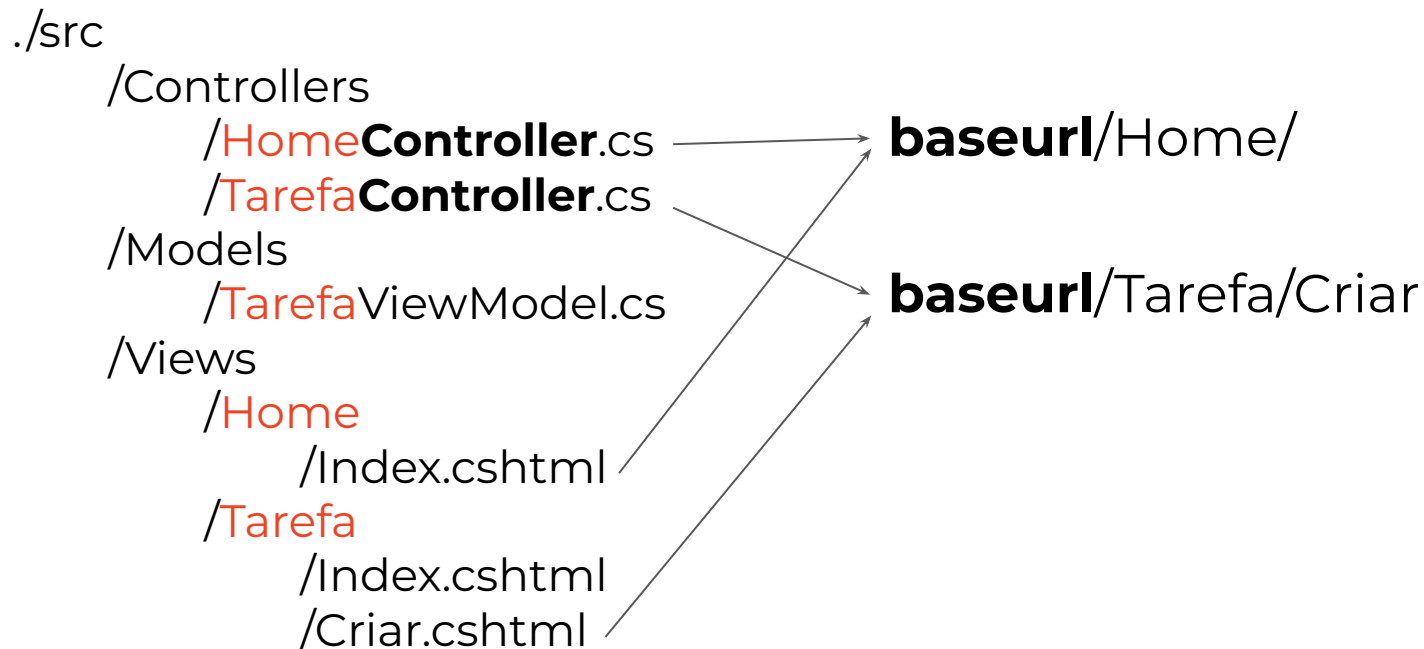 ./src
/Controllers
/HomeController.cs
/TarefaController.cs
/Models
/TarefaViewModel.cs
/Views
/Home
/Index.cshtml
/Tarefa
/Index.cshtml
/Criar.cshtml
baseurl/Home/
baseurl/Tarefa/Criar